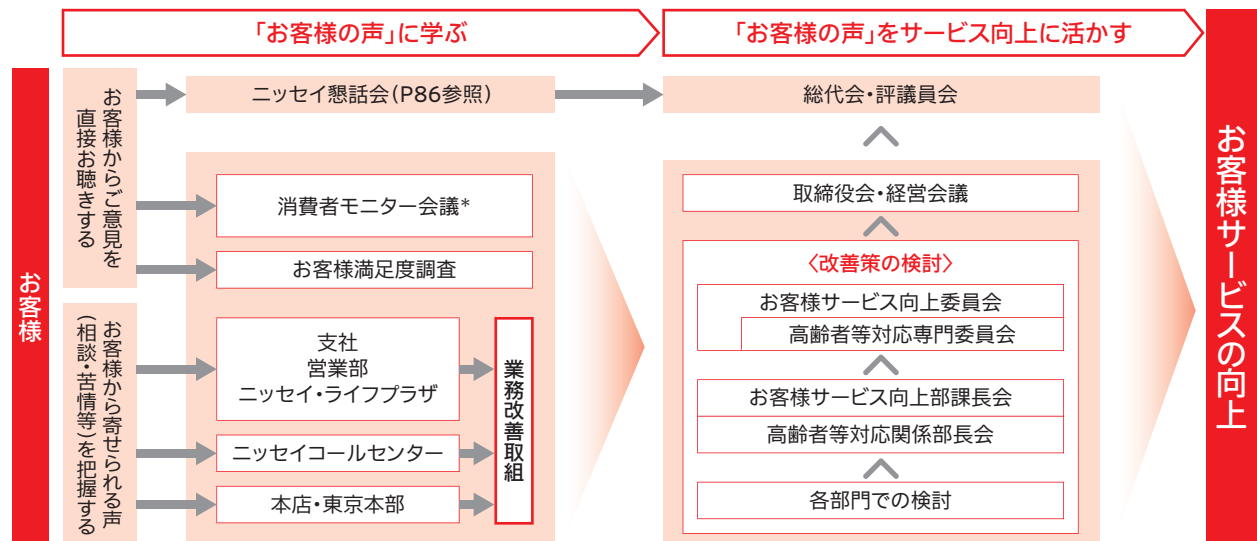 「お客様の声」に学ぶ
「お客様の声」をサービス向上に活かす
お客様
お客様からご意見を
直接お聴きする
ニッセイ懇話会(P86参照)
総代会・評議員会
消費者モニター会議*
お客様満足度調査
お客様から寄せられる声
(相談・苦情等)を把握する
支社
営業部
ニッセイ・ライフプラザ
ニッセイコールセンター
本店・東京本部
業務改善取組
取締役会・経営会議
〈改善策の検討〉
お客様サービス向上委員会
高齢者等対応専門委員会
お客様サービス向上部課長会
高齢者等対応関係部長会
各部門での検討
お客様サービスの向上